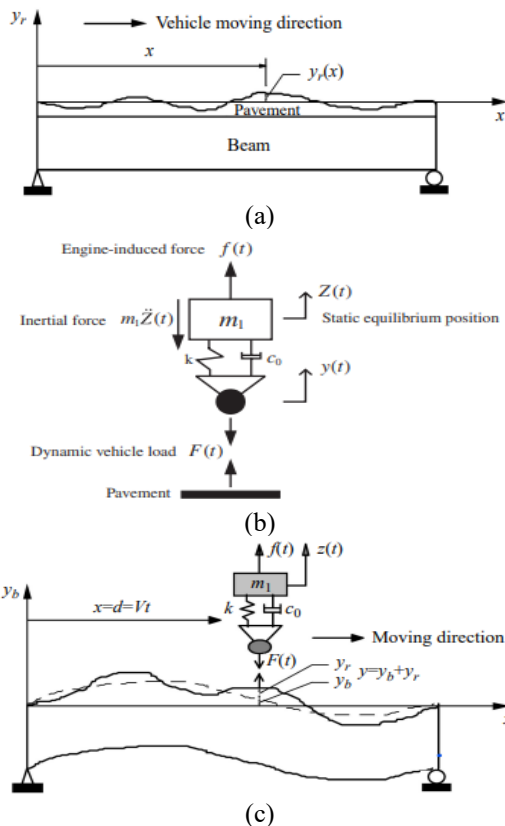 y_r
Vehicle moving direction
x
y_r(x)
Pavement
x
Beam
(a)
Engine-induced force f(t)
Z(t)
Inertial force m_1Z̈(t)
m_1
Static equilibrium position
k
c_0
y(t)
Dynamic vehicle load F(t)
Pavement
(b)
f(t) z(t)
y_b
m_1
x=d=Vt
k c_0
Moving direction
F(t)
y_r
y_b y=y_b+y_r
(c)